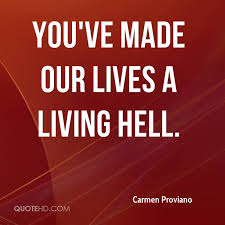 YOU'VE MADE
OUR LIVES A
LIVING HELL.
Carmen Proviano
QUOTEHD.COM